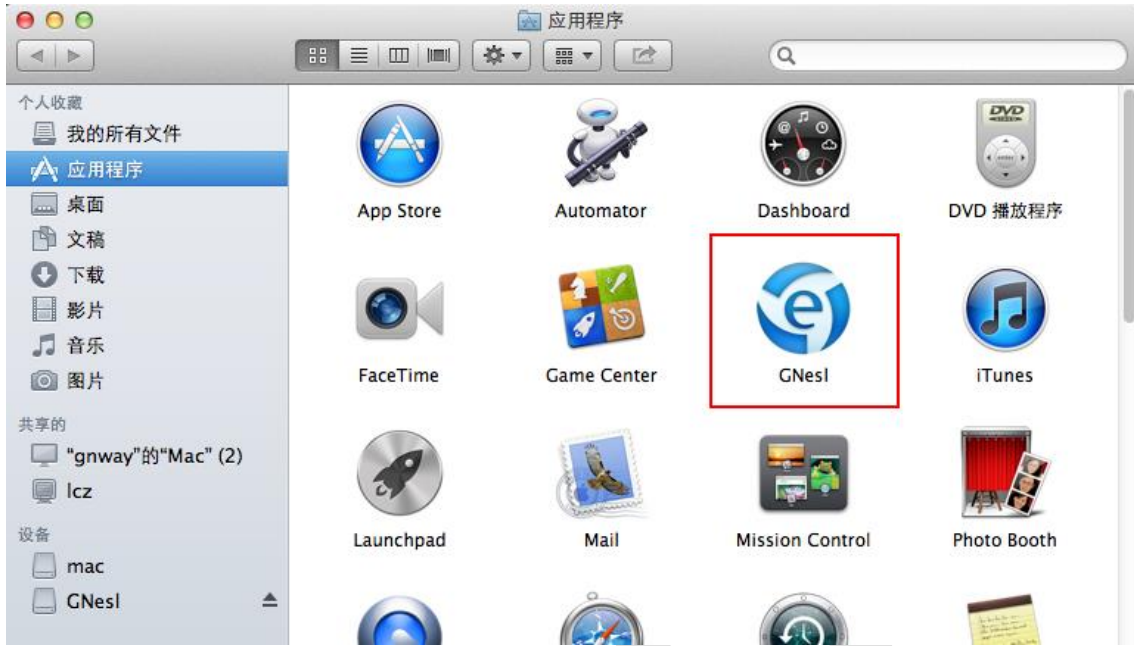 应用程序
个人收藏
我的所有文件
应用程序
桌面
文稿
下载
影片
音乐
图片
共享的
“gnway”的“Mac” (2)
lcz
设备
mac
GNesl
DVD
App Store
Automator
Dashboard
DVD 播放程序
FaceTime
Game Center
GNesl
iTunes
Launchpad
Mail
Mission Control
Photo Booth